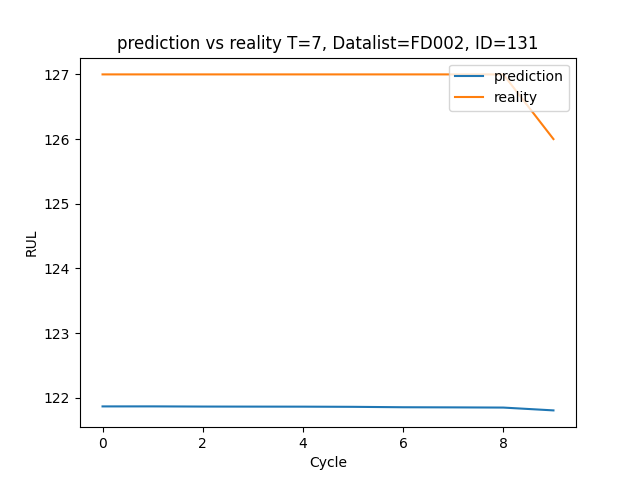 prediction vs reality T=7, Datalist=FD002, ID=131
prediction
reality
127
126
125
124
123
122
RUL
0 2 4 6 8
Cycle